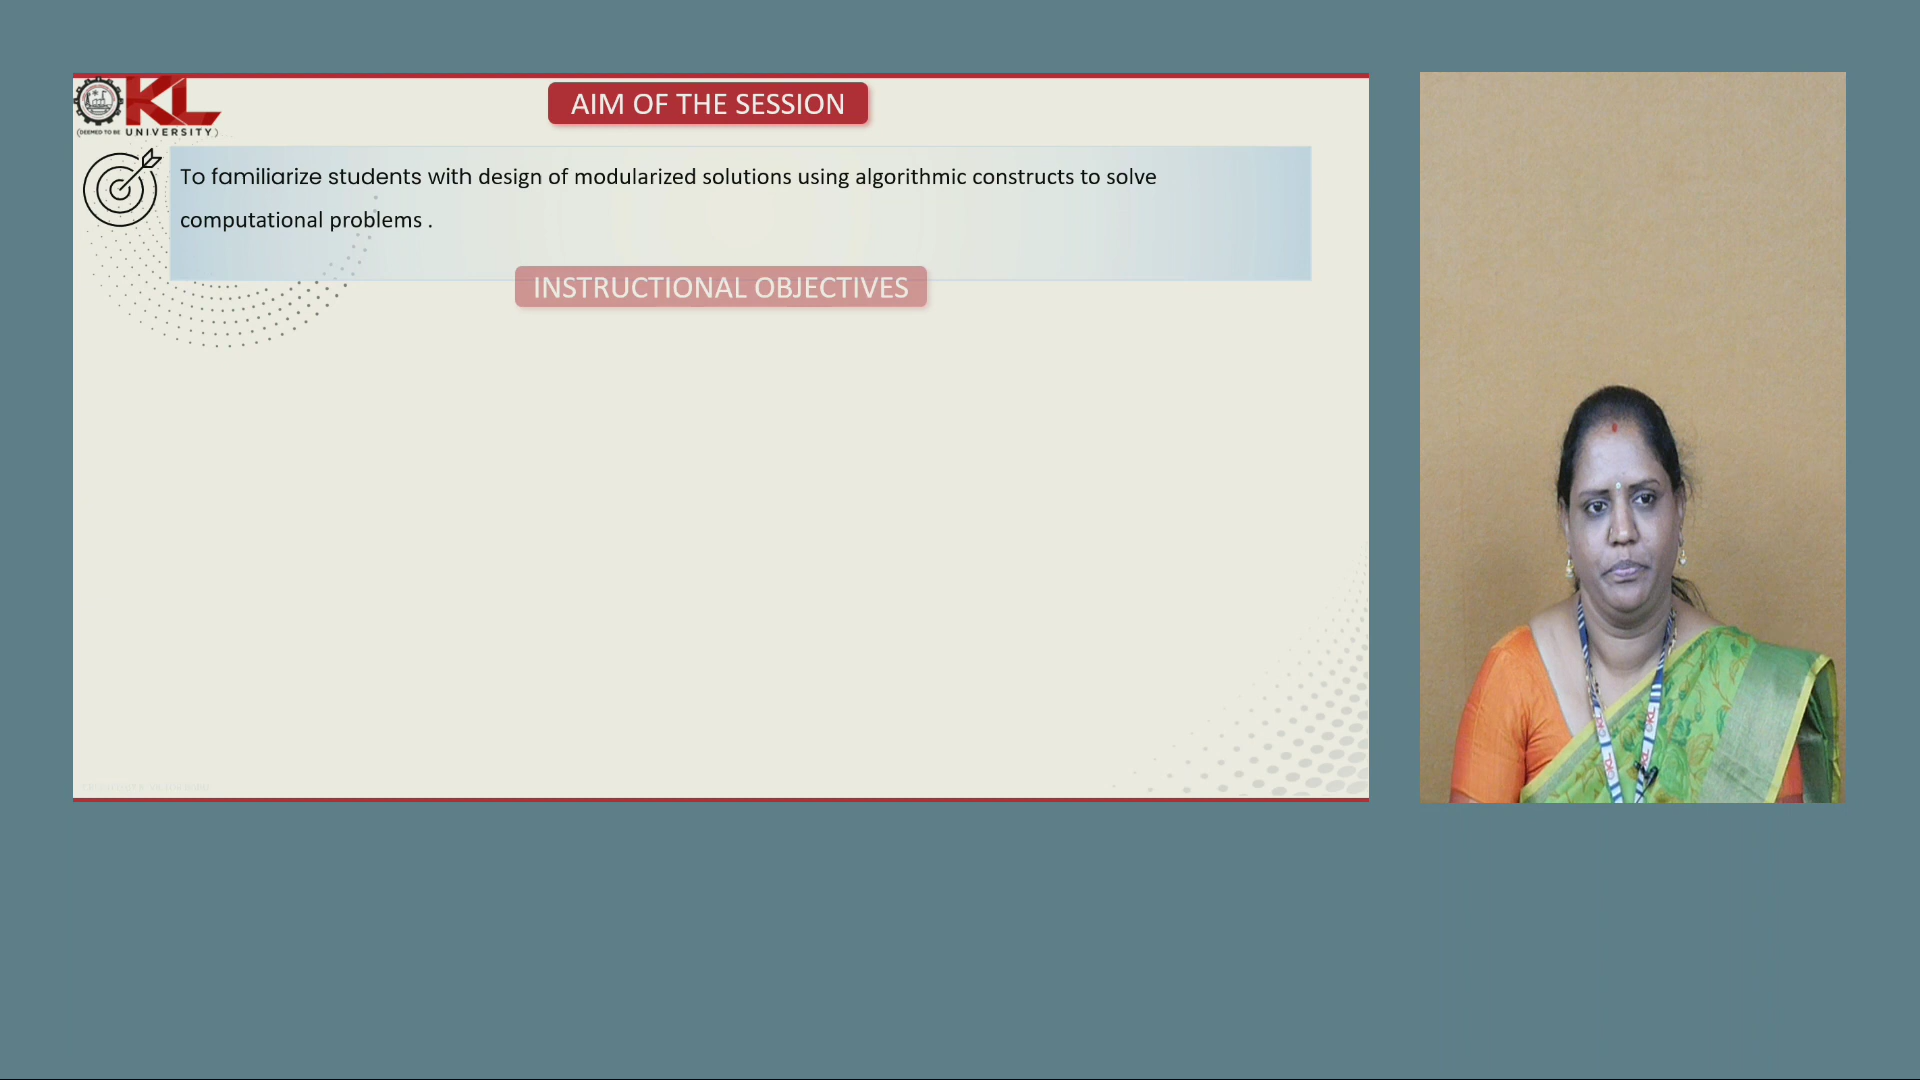 KL
(DEEMED TO BE UNIVERSITY)
AIM OF THE SESSION
To familiarize students with design of modularized solutions using algorithmic constructs to solve
computational problems .
INSTRUCTIONAL OBJECTIVES